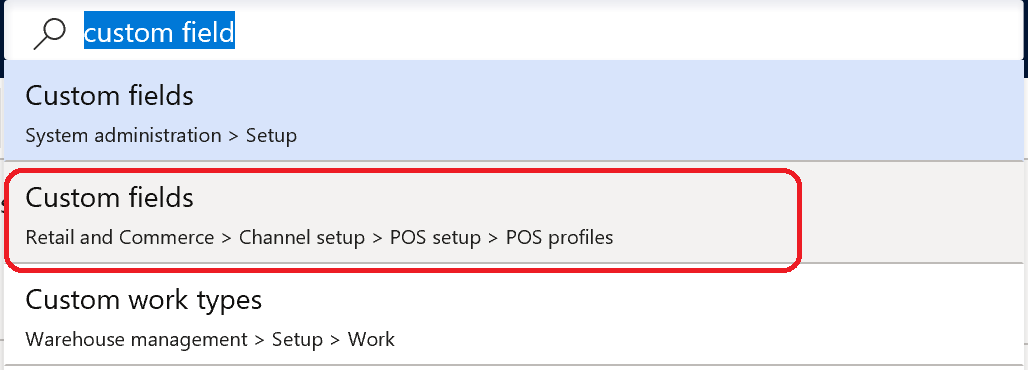 custom field
Custom fields
System administration > Setup
Custom fields
Retail and Commerce > Channel setup > POS setup > POS profiles
Custom work types
Warehouse management > Setup > Work